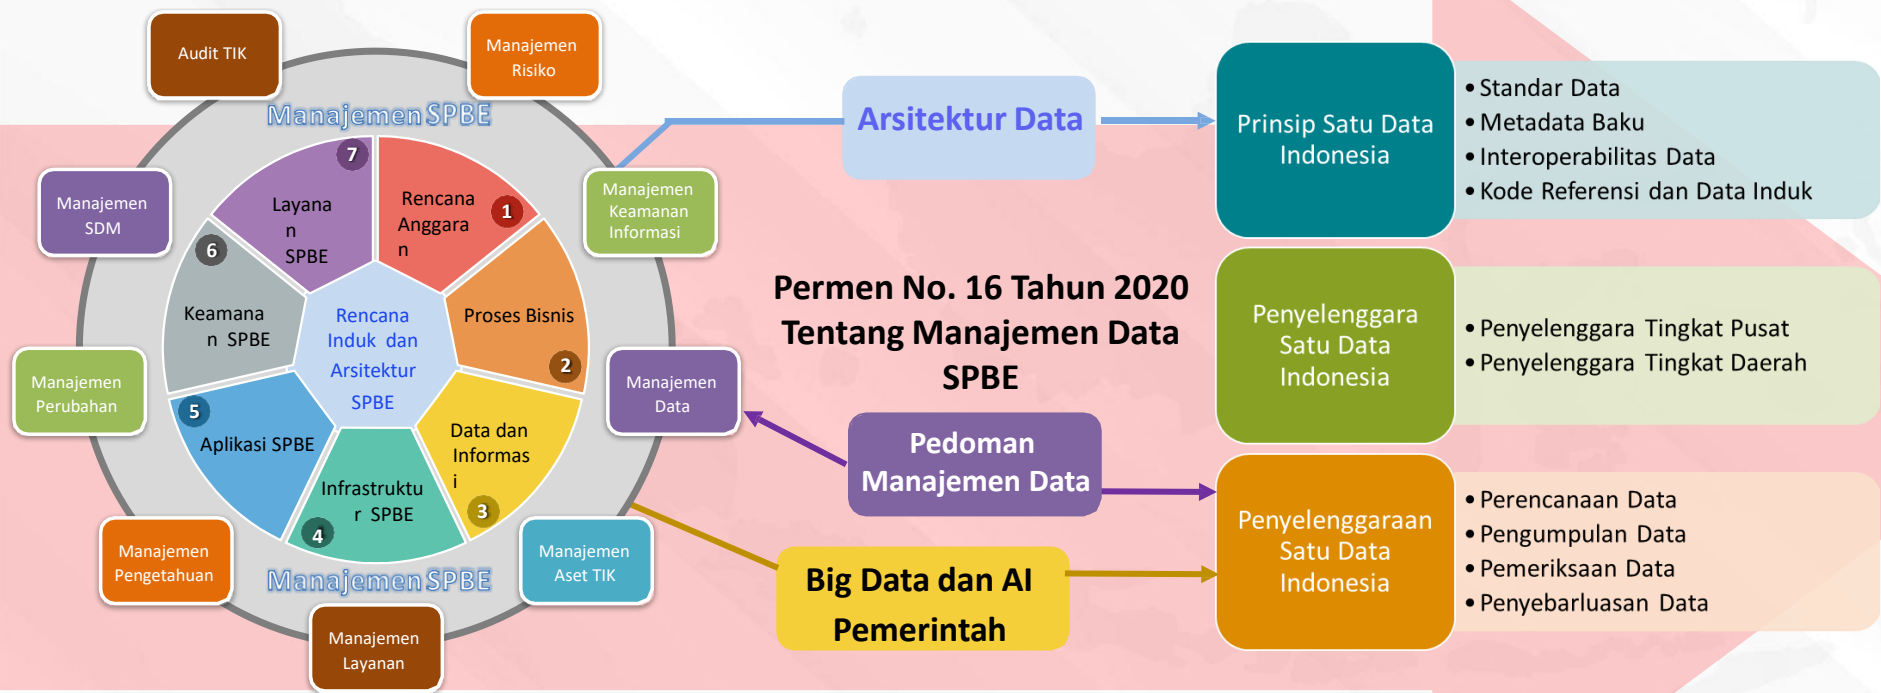 Audit TIK
Manajemen
Risiko
Manajemen SPBE
Manajemen
SDM
Manajemen
Keamanan
Informasi
7
Layana
n
SPBE
Rencana
Anggara
n
1
6
Keamana
n SPBE
Rencana
Induk dan
Arsitektur
SPBE
Proses Bisnis
2
Manajemen
Perubahan
Manajemen
Data
5
Aplikasi SPBE
Data dan
Informas
i
3
Infrastruktu
r SPBE
4
Manajemen
Pengetahuan
Manajemen SPBE
Manajemen
Aset TIK
Manajemen
Layanan
Arsitektur Data
Permen No. 16 Tahun 2020
Tentang Manajemen Data
SPBE
Pedoman
Manajemen Data
Big Data dan AI
Pemerintah
Prinsip Satu Data
Indonesia
• Standar Data
• Metadata Baku
• Interoperabilitas Data
• Kode Referensi dan Data Induk
Penyelenggara
Satu Data
Indonesia
• Penyelenggara Tingkat Pusat
• Penyelenggara Tingkat Daerah
Penyelenggaraan
Satu Data
Indonesia
• Perencanaan Data
• Pengumpulan Data
• Pemeriksaan Data
• Penyebarluasan Data